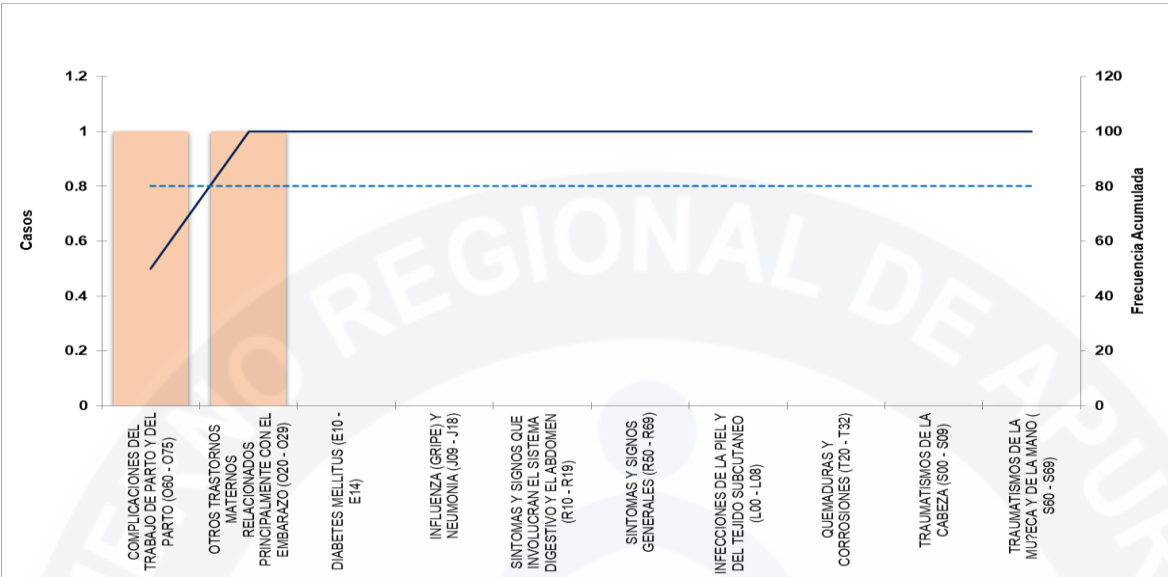 1.2
1
0.8
0.6
0.4
0.2
0
Casos
120
100
80
60
40
20
0
Frecuencia Acumulada
COMPLICACIONES DEL
TRABAJO DE PARTO Y DEL
PARTO (O60 - O75)
OTROS TRASTORNOS
MATERNOS
RELACIONADOS
PRINCIPALMENTE CON EL
EMBARAZO (O20 - O29)
DIABETES MELLITUS (E10 -
E14)
INFLUENZA (GRIPE) Y
NEUMONIA (J09 - J18)
SINTOMAS Y SIGNOS QUE
INVOLUCRAN EL SISTEMA
DIGESTIVO Y EL ABDOMEN
(R10 - R19)
SINTOMAS Y SIGNOS
GENERALES (R50 - R69)
INFECCIONES DE LA PIEL Y
DEL TEJIDO SUBCUTANEO
(L00 - L08)
QUEMADURAS Y
CORROSIONES (T20 - T32)
TRAUMATISMOS DE LA
CABEZA (S00 - S09)
TRAUMATISMOS DE LA
MU?ECA Y DE LA MANO (
S60 - S69)
IENO REGIONAL DE APUR